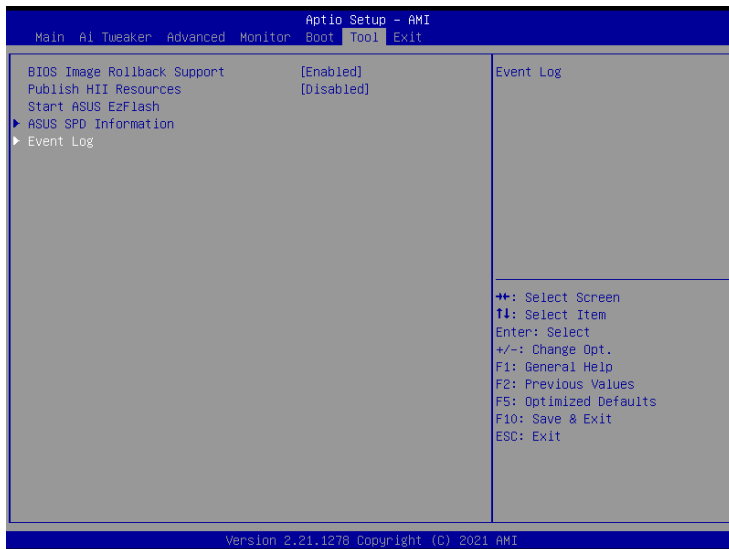 Aptio Setup – AMI
Main Ai Tweaker Advanced Monitor Boot Tool Exit
BIOS Image Rollback Support [Enabled]
Publish HII Resources [Disabled]
Start ASUS EzFlash
ASUS SPD Information
Event Log
Event Log
→←: Select Screen
↑↓: Select Item
Enter: Select
+/-: Change Opt.
F1: General Help
F2: Previous Values
F5: Optimized Defaults
F10: Save & Exit
ESC: Exit
Version 2.21.1278 Copyright (C) 2021 AMI